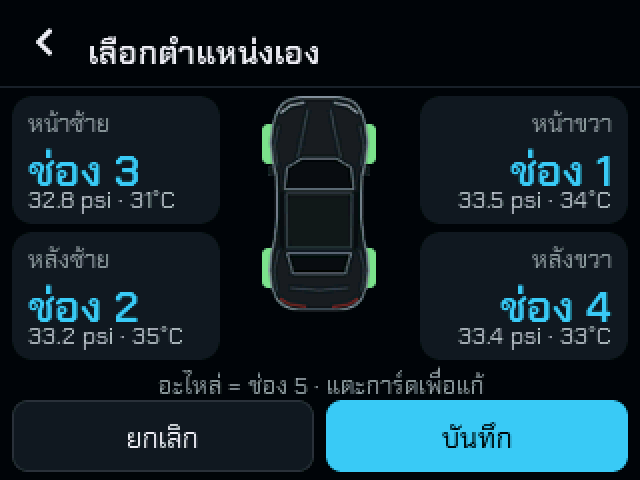 เลือกตำแหน่งเอง
หน้าซ้าย
ช่อง 3
32.8 psi · 31°C
หน้าขวา
ช่อง 1
33.5 psi · 34°C
หลังซ้าย
ช่อง 2
33.2 psi · 35°C
หลังขวา
ช่อง 4
33.4 psi · 33°C
อะไหล่ = ช่อง 5 · แตะการ์ดเพื่อแก้
ยกเลิก
บันทึก